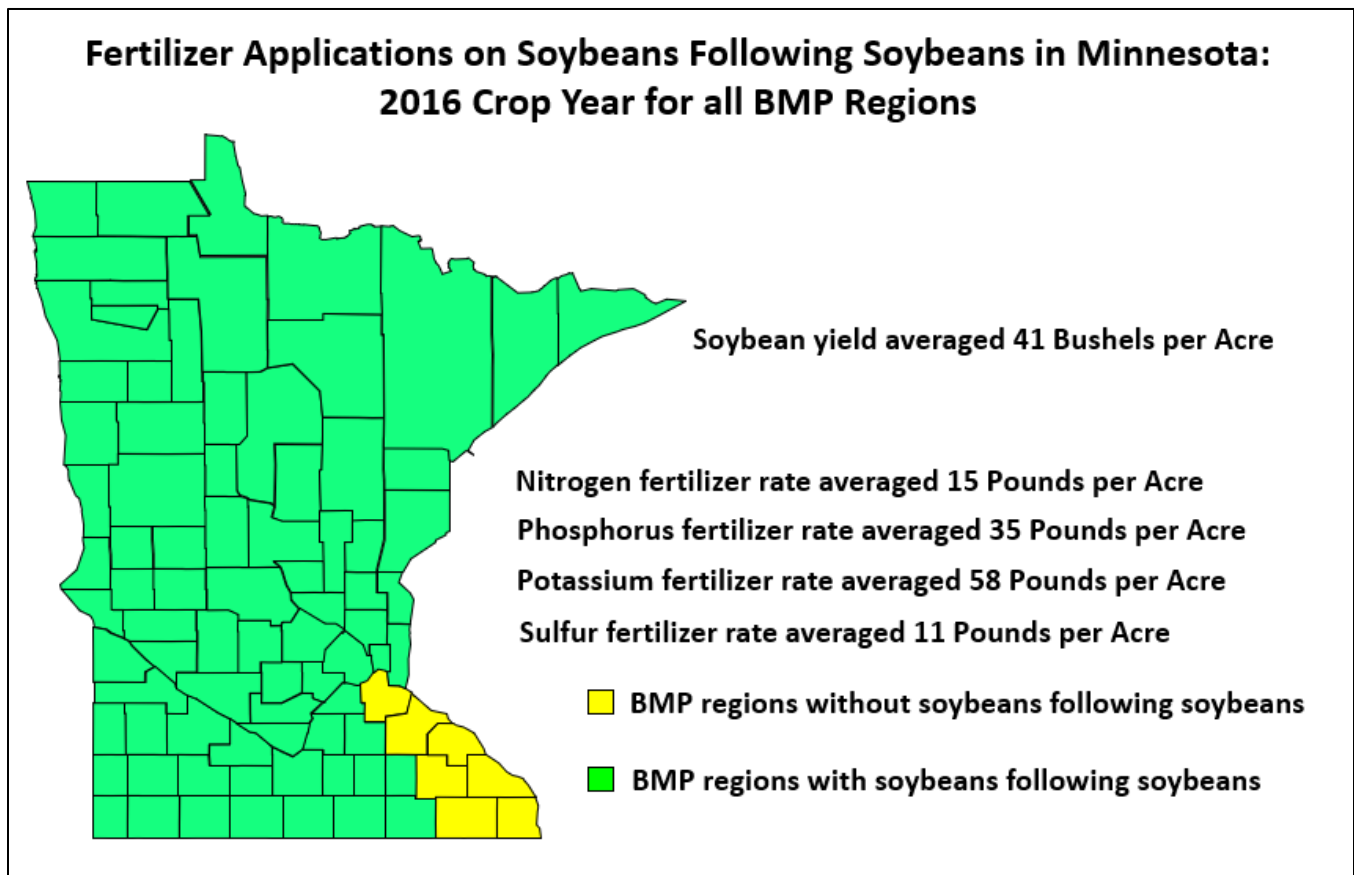 Fertilizer Applications on Soybeans Following Soybeans in Minnesota:
2016 Crop Year for all BMP Regions
Soybean yield averaged 41 Bushels per Acre
Nitrogen fertilizer rate averaged 15 Pounds per Acre
Phosphorus fertilizer rate averaged 35 Pounds per Acre
Potassium fertilizer rate averaged 58 Pounds per Acre
Sulfur fertilizer rate averaged 11 Pounds per Acre
BMP regions without soybeans following soybeans
BMP regions with soybeans following soybeans